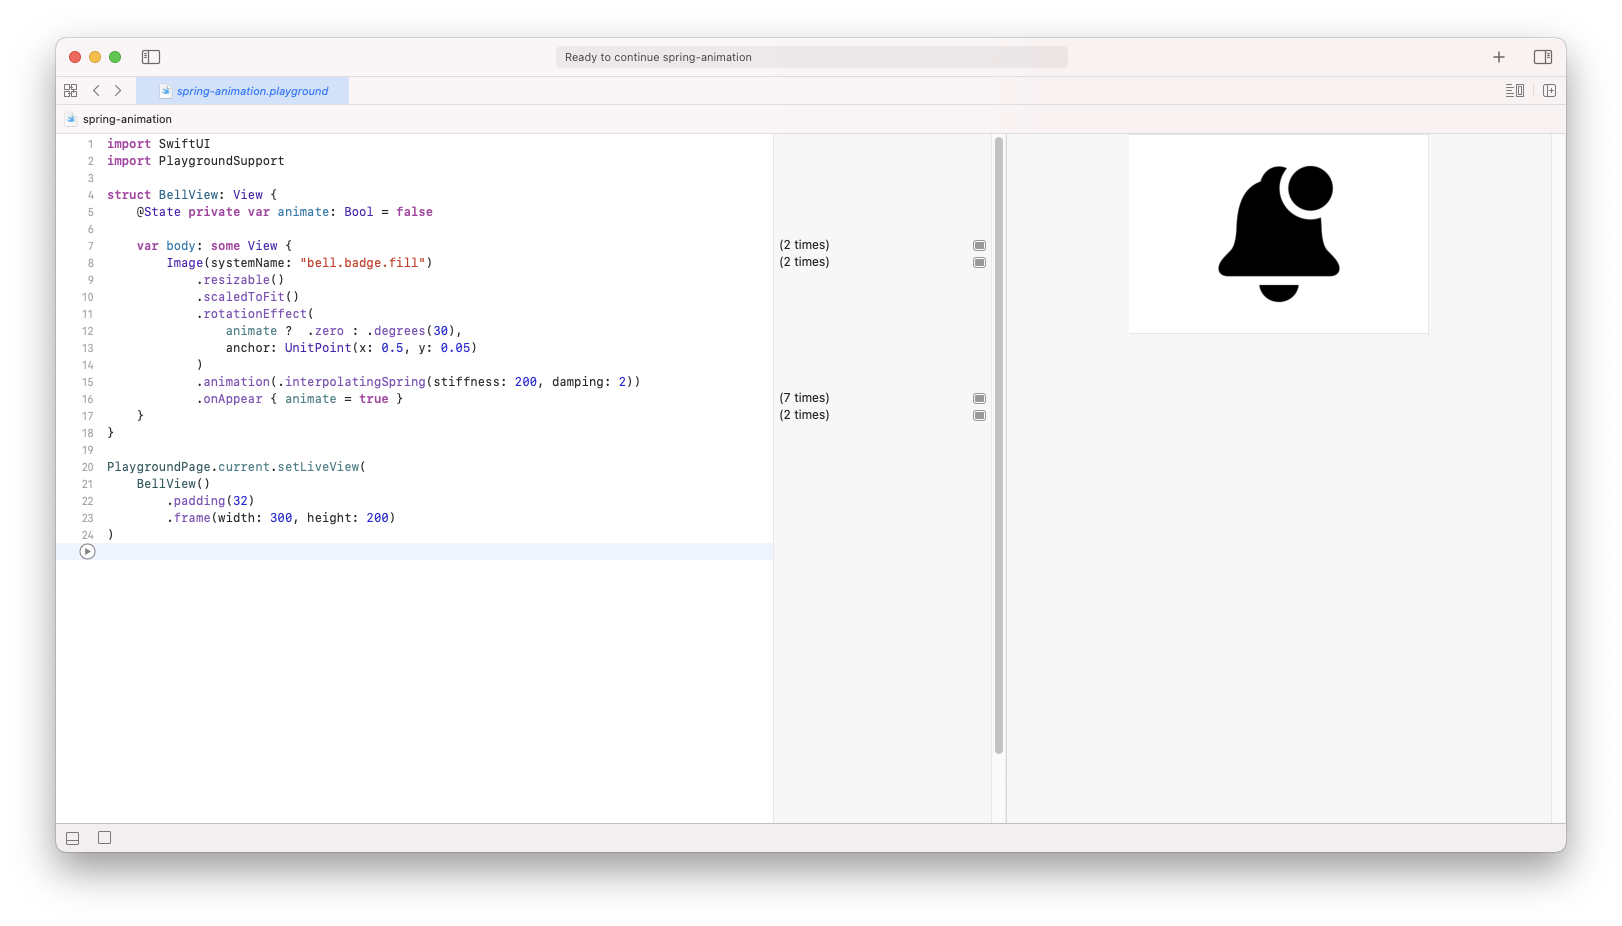 Ready to continue spring-animation
spring-animation.playground
spring-animation
1 import SwiftUI
2 import PlaygroundSupport
3
4 struct BellView: View {
5     @State private var animate: Bool = false
6
7     var body: some View { (2 times)
8         Image(systemName: "bell.badge.fill") (2 times)
9             .resizable()
10             .scaledToFit()
11             .rotationEffect(
12                 animate ?  .zero : .degrees(30),
13                 anchor: UnitPoint(x: 0.5, y: 0.05)
14             )
15             .animation(.interpolatingSpring(stiffness: 200, damping: 2))
16             .onAppear { animate = true } (7 times)
17     } (2 times)
18 }
19
20 PlaygroundPage.current.setLiveView(
21     BellView()
22         .padding(32)
23         .frame(width: 300, height: 200)
24 )